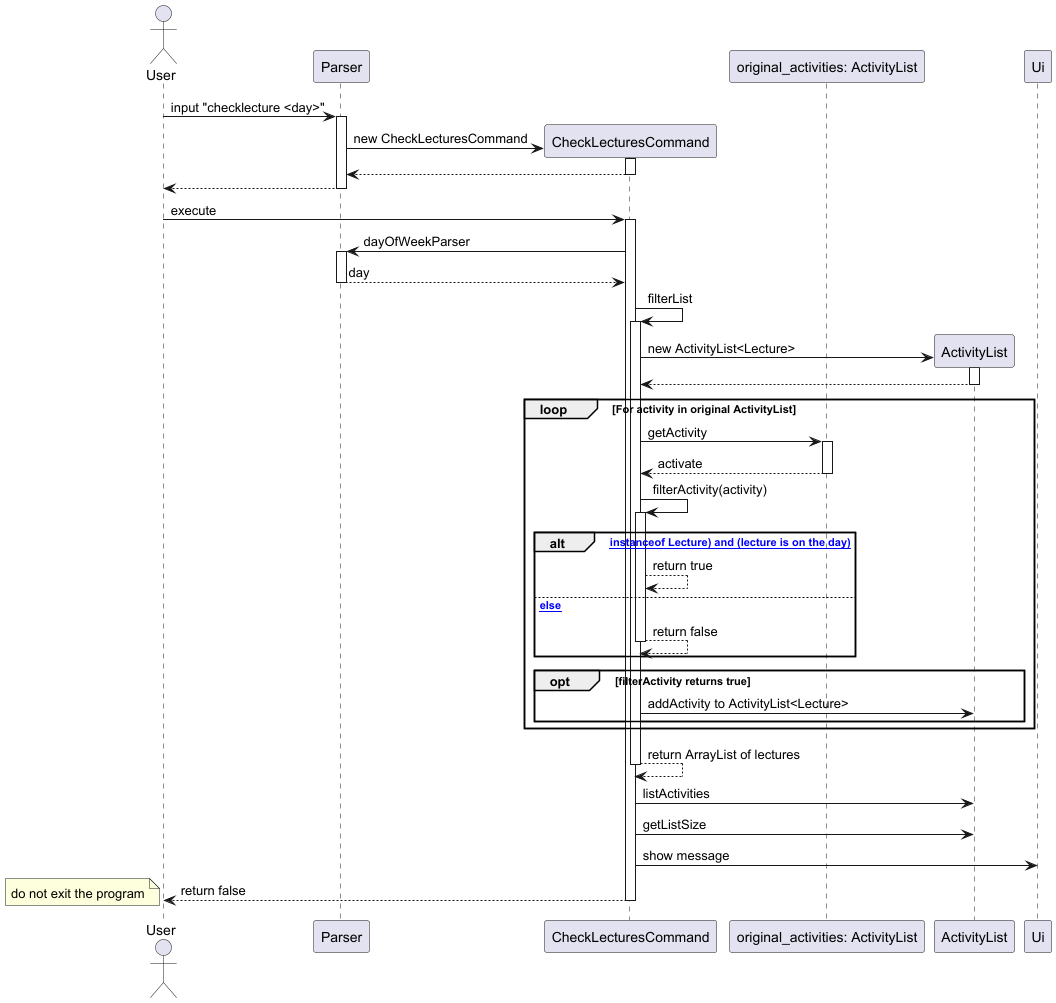 User
Parser
original_activities: ActivityList
Ui
input "checklecture <day>"
new CheckLecturesCommand
CheckLecturesCommand
execute
dayOfWeekParser
day
filterList
new ActivityList<Lecture>
ActivityList
loop [For activity in original ActivityList]
getActivity
activate
filterActivity(activity)
alt instanceof Lecture) and (lecture is on the day)
return true
else
return false
opt [filterActivity returns true]
addActivity to ActivityList<Lecture>
return ArrayList of lectures
listActivities
getListSize
show message
do not exit the program
return false
User
Parser
CheckLecturesCommand
original_activities: ActivityList
ActivityList
Ui